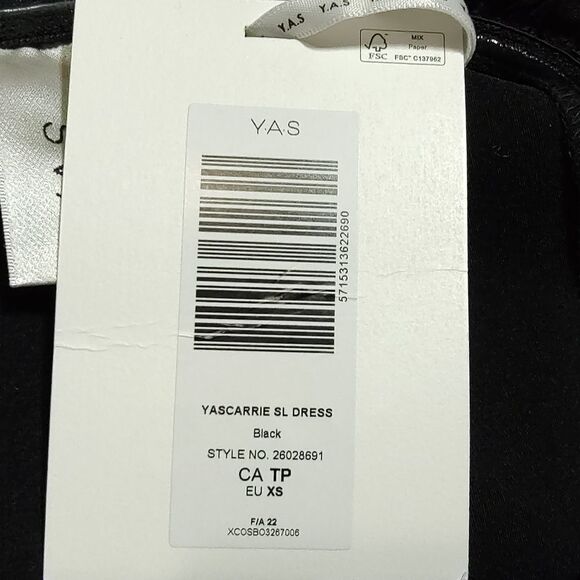 Y.A.S
Y.A.S
MIX
Paper
FSC
FSC® C137962
Y.A.S
5715313622690
YASCARRIE SL DRESS
Black
STYLE NO. 26028691
CA TP
EU XS
F/A 22
XCOSBO3267006